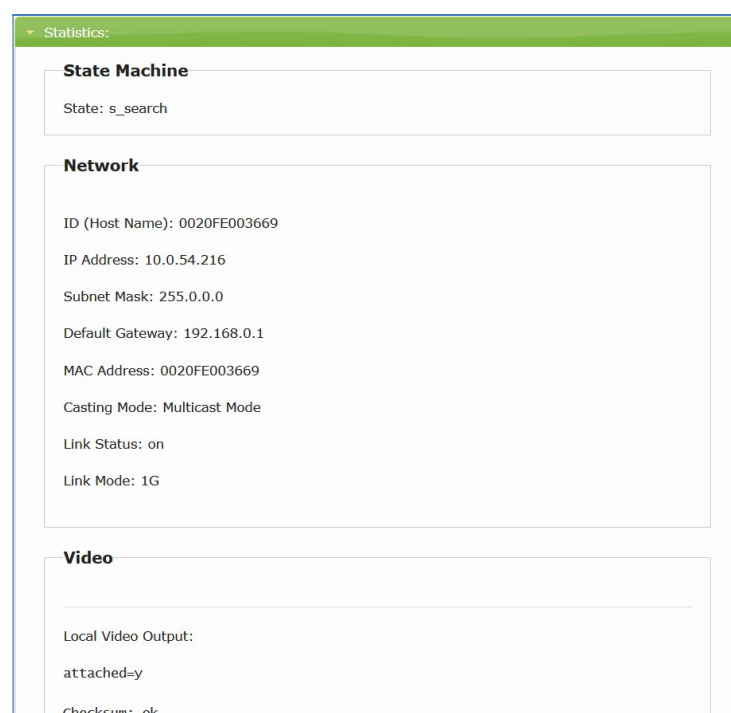 Statistics:
State Machine
State: s_search
Network
ID (Host Name): 0020FE003669
IP Address: 10.0.54.216
Subnet Mask: 255.0.0.0
Default Gateway: 192.168.0.1
MAC Address: 0020FE003669
Casting Mode: Multicast Mode
Link Status: on
Link Mode: 1G
Video
Local Video Output:
attached=y
Checksum: ok